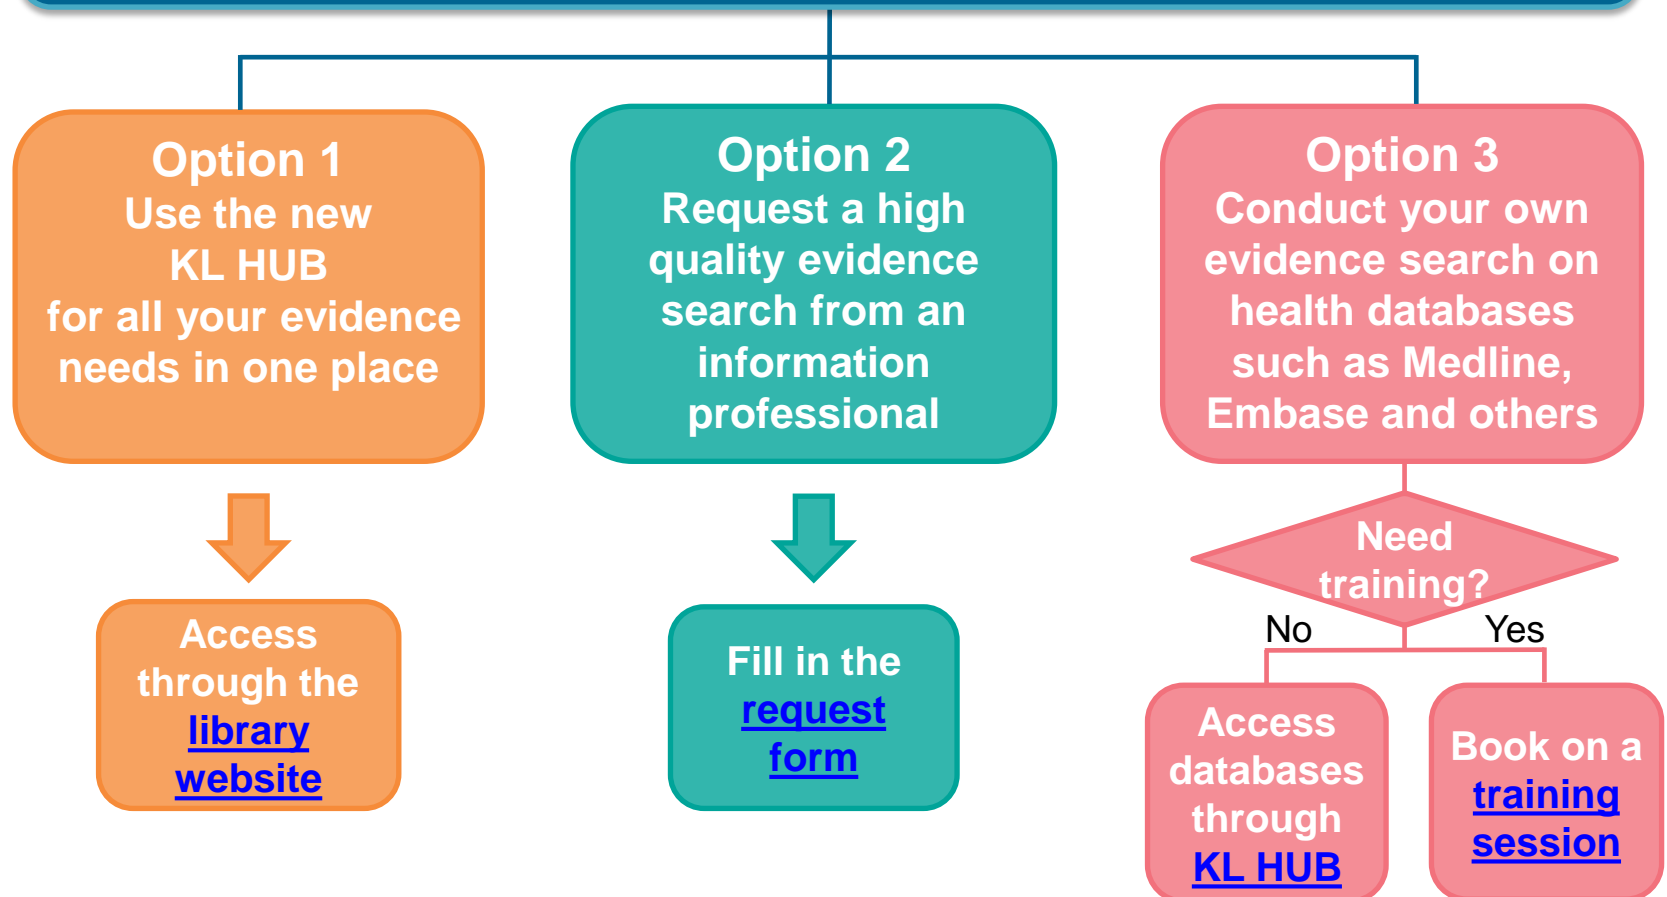 Option 1
Use the new
KL HUB
for all your evidence
needs in one place
Access
through the
library
website
Option 2
Request a high
quality evidence
search from an
information
professional
Fill in the
request
form
Option 3
Conduct your own
evidence search on
health databases
such as Medline,
Embase and others
Need
training?
No
Yes
Access
databases
through
KL HUB
Book on a
training
session